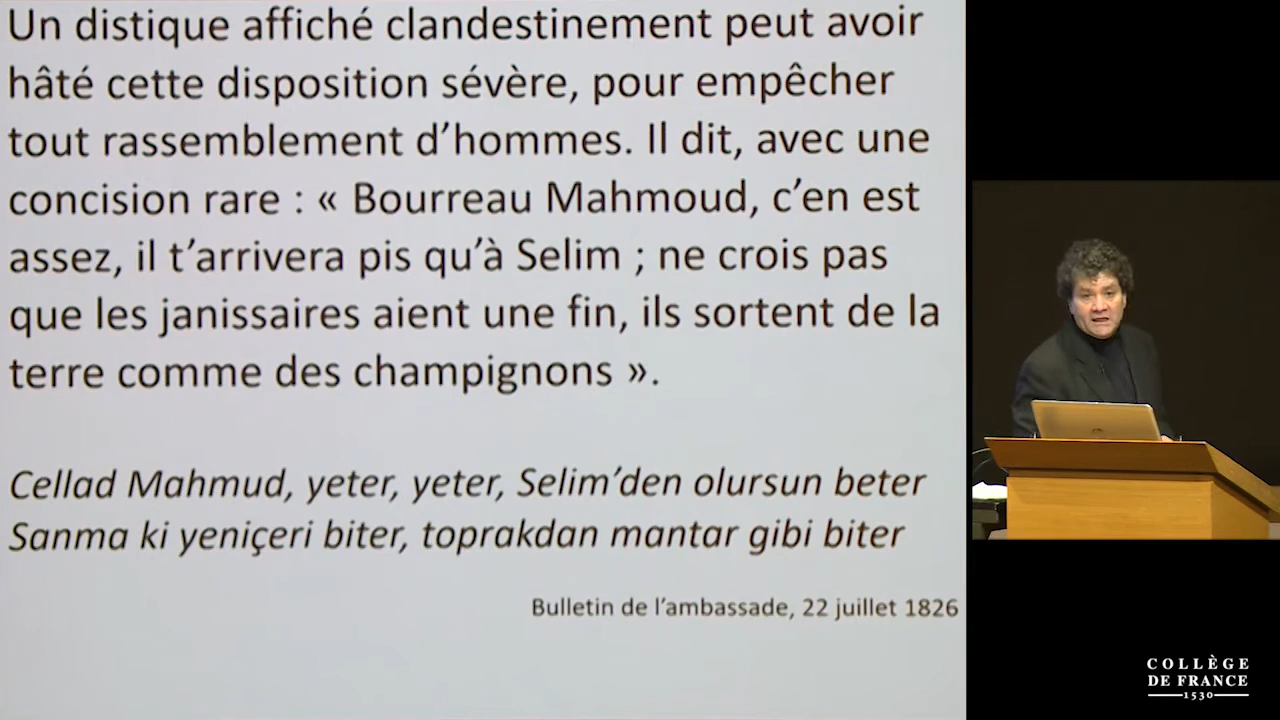 Un distique affiché clandestinement peut avoir
hâté cette disposition sévère, pour empêcher
tout rassemblement d’hommes. Il dit, avec une
concision rare : « Bourreau Mahmoud, c’en est
assez, il t’arrivera pis qu’à Selim ; ne crois pas
que les janissaires aient une fin, ils sortent de la
terre comme des champignons ».
Cellad Mahmud, yeter, yeter, Selim’den olursun beter
Sanma ki yeniçeri biter, toprakdan mantar gibi biter
Bulletin de l’ambassade, 22 juillet 1826
COLLÈGE
DE FRANCE
1530